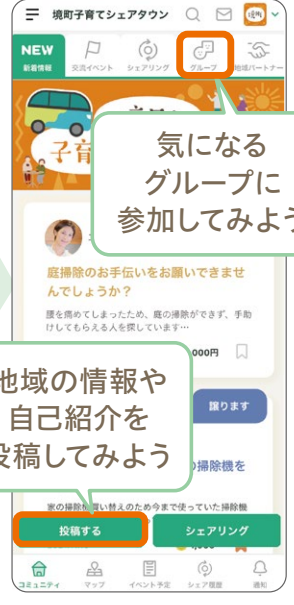 境町子育てシェアタウン
NEW
新着情報
交流イベント
シェアリング
グループ
地域パートナー
子育
気になる
グループに
参加してみよう
庭掃除のお手伝いをお願いできませ
んでしょうか？
腰を痛めてしまったため、庭の掃除ができず、手助
けしてもらえる人を探しています…
000円
地域の情報や
自己紹介を
投稿してみよう
譲ります
掃除機を
家の掃除機買い替えのため今まで使っていた掃除機
投稿する
シェアリング
コミュニティ
マップ
イベント予定
シェア履歴
通知